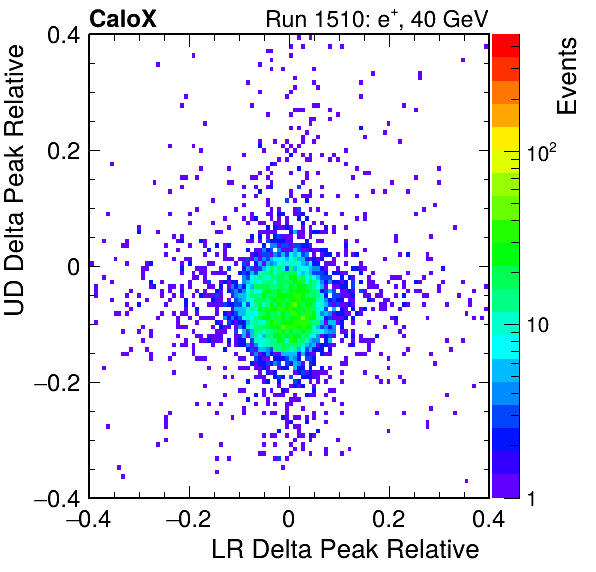 CaloX Run 1510: e+, 40 GeV
UD Delta Peak Relative
0.4
0.2
0
−0.2
−0.4
−0.4 −0.2 0 0.2 0.4
LR Delta Peak Relative
Events
10²
10
1